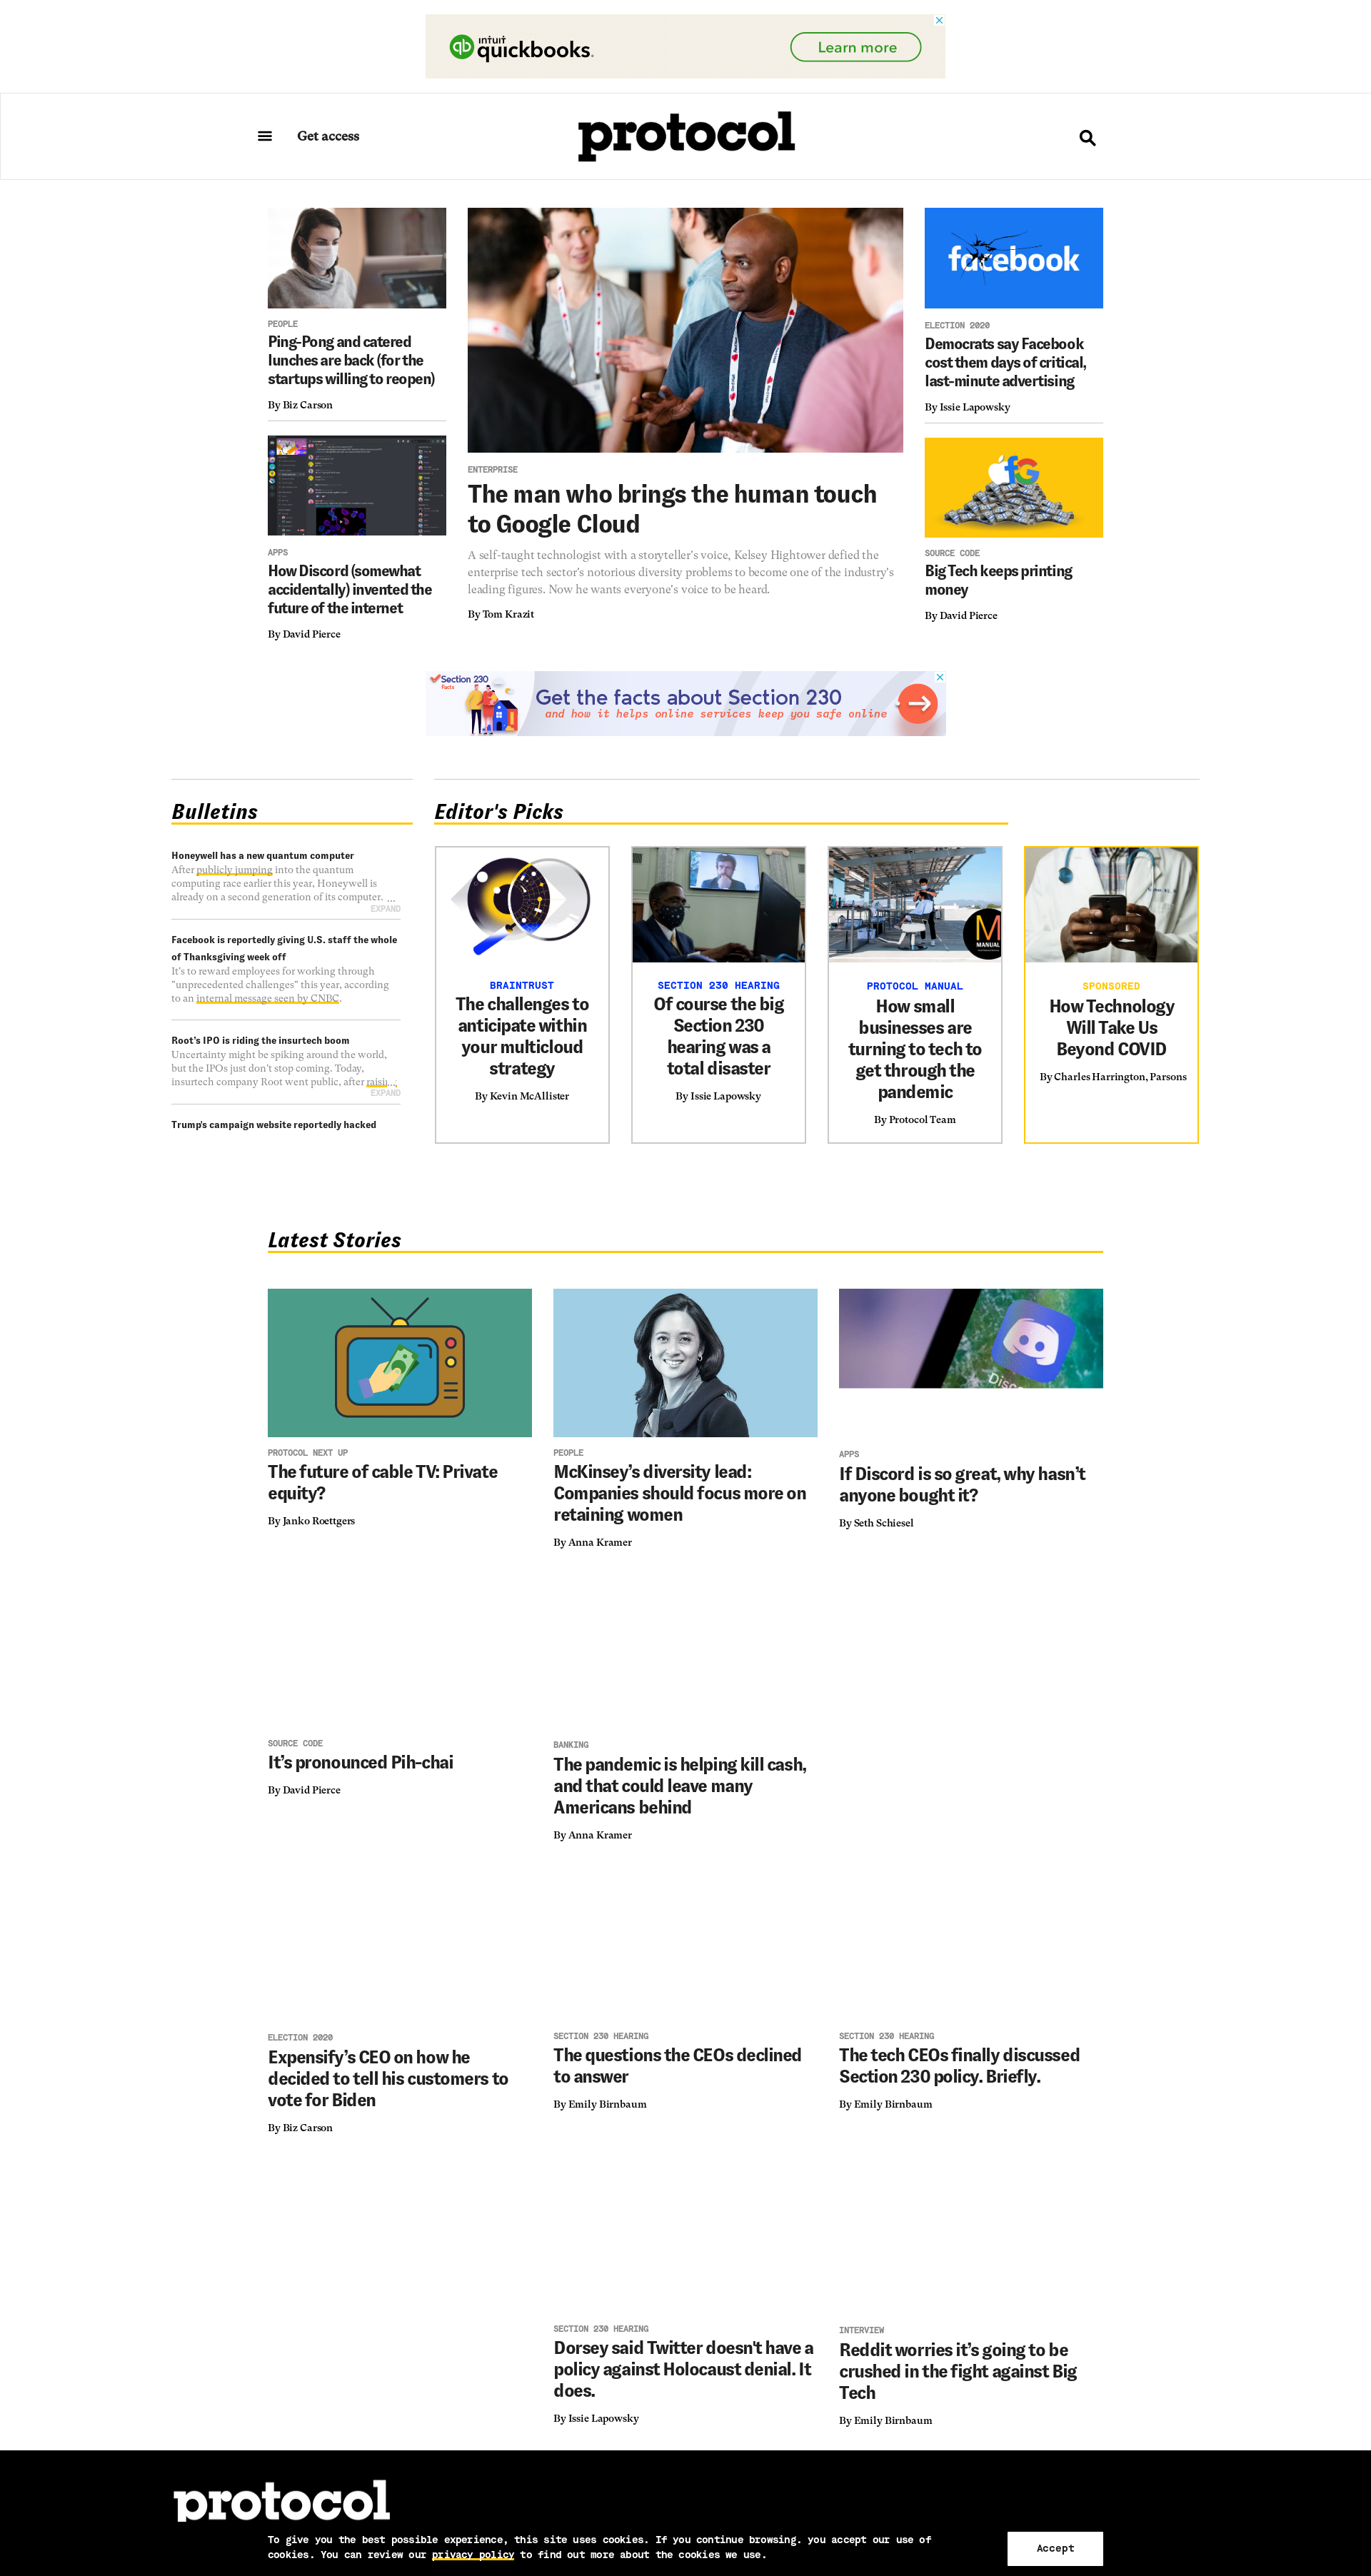 intuit
quickbooks.
Learn more
Get access
protocol
PEOPLE
Ping-Pong and catered
lunches are back (for the
startups willing to reopen)
By Biz Carson
APPS
How Discord (somewhat
accidentally) invented the
future of the internet
By David Pierce
ENTERPRISE
The man who brings the human touch
to Google Cloud
A self-taught technologist with a storyteller's voice, Kelsey Hightower defied the
enterprise tech sector's notorious diversity problems to become one of the industry's
leading figures. Now he wants everyone's voice to be heard.
By Tom Krazit
facebook
ELECTION 2020
Democrats say Facebook
cost them days of critical,
last-minute advertising
By Issie Lapowsky
SOURCE CODE
Big Tech keeps printing
money
By David Pierce
Section 230
Facts
Get the facts about Section 230
and how it helps online services keep you safe online
Bulletins
Honeywell has a new quantum computer
After publicly jumping into the quantum
computing race earlier this year, Honeywell is
already on a second generation of its computer. ...
EXPAND
Facebook is reportedly giving U.S. staff the whole
of Thanksgiving week off
It's to reward employees for working through
"unprecedented challenges" this year, according
to an internal message seen by CNBC.
Root's IPO is riding the insurtech boom
Uncertainty might be spiking around the world,
but the IPOs just don't stop coming. Today,
insurtech company Root went public, after raisi...
EXPAND
Trump's campaign website reportedly hacked
Editor's Picks
BRAINTRUST
The challenges to
anticipate within
your multicloud
strategy
By Kevin McAllister
SECTION 230 HEARING
Of course the big
Section 230
hearing was a
total disaster
By Issie Lapowsky
M
MANUAL
PROTOCOL MANUAL
How small
businesses are
turning to tech to
get through the
pandemic
By Protocol Team
SPONSORED
How Technology
Will Take Us
Beyond COVID
By Charles Harrington, Parsons
Latest Stories
PROTOCOL NEXT UP
The future of cable TV: Private
equity?
By Janko Roettgers
PEOPLE
McKinsey's diversity lead:
Companies should focus more on
retaining women
By Anna Kramer
APPS
If Discord is so great, why hasn't
anyone bought it?
By Seth Schiesel
SOURCE CODE
It's pronounced Pih-chai
By David Pierce
BANKING
The pandemic is helping kill cash,
and that could leave many
Americans behind
By Anna Kramer
ELECTION 2020
Expensify's CEO on how he
decided to tell his customers to
vote for Biden
By Biz Carson
SECTION 230 HEARING
The questions the CEOs declined
to answer
By Emily Birnbaum
SECTION 230 HEARING
The tech CEOs finally discussed
Section 230 policy. Briefly.
By Emily Birnbaum
SECTION 230 HEARING
Dorsey said Twitter doesn't have a
policy against Holocaust denial. It
does.
By Issie Lapowsky
INTERVIEW
Reddit worries it's going to be
crushed in the fight against Big
Tech
By Emily Birnbaum
protocol
To give you the best possible experience, this site uses cookies. If you continue browsing. you accept our use of
cookies. You can review our privacy policy to find out more about the cookies we use.
Accept